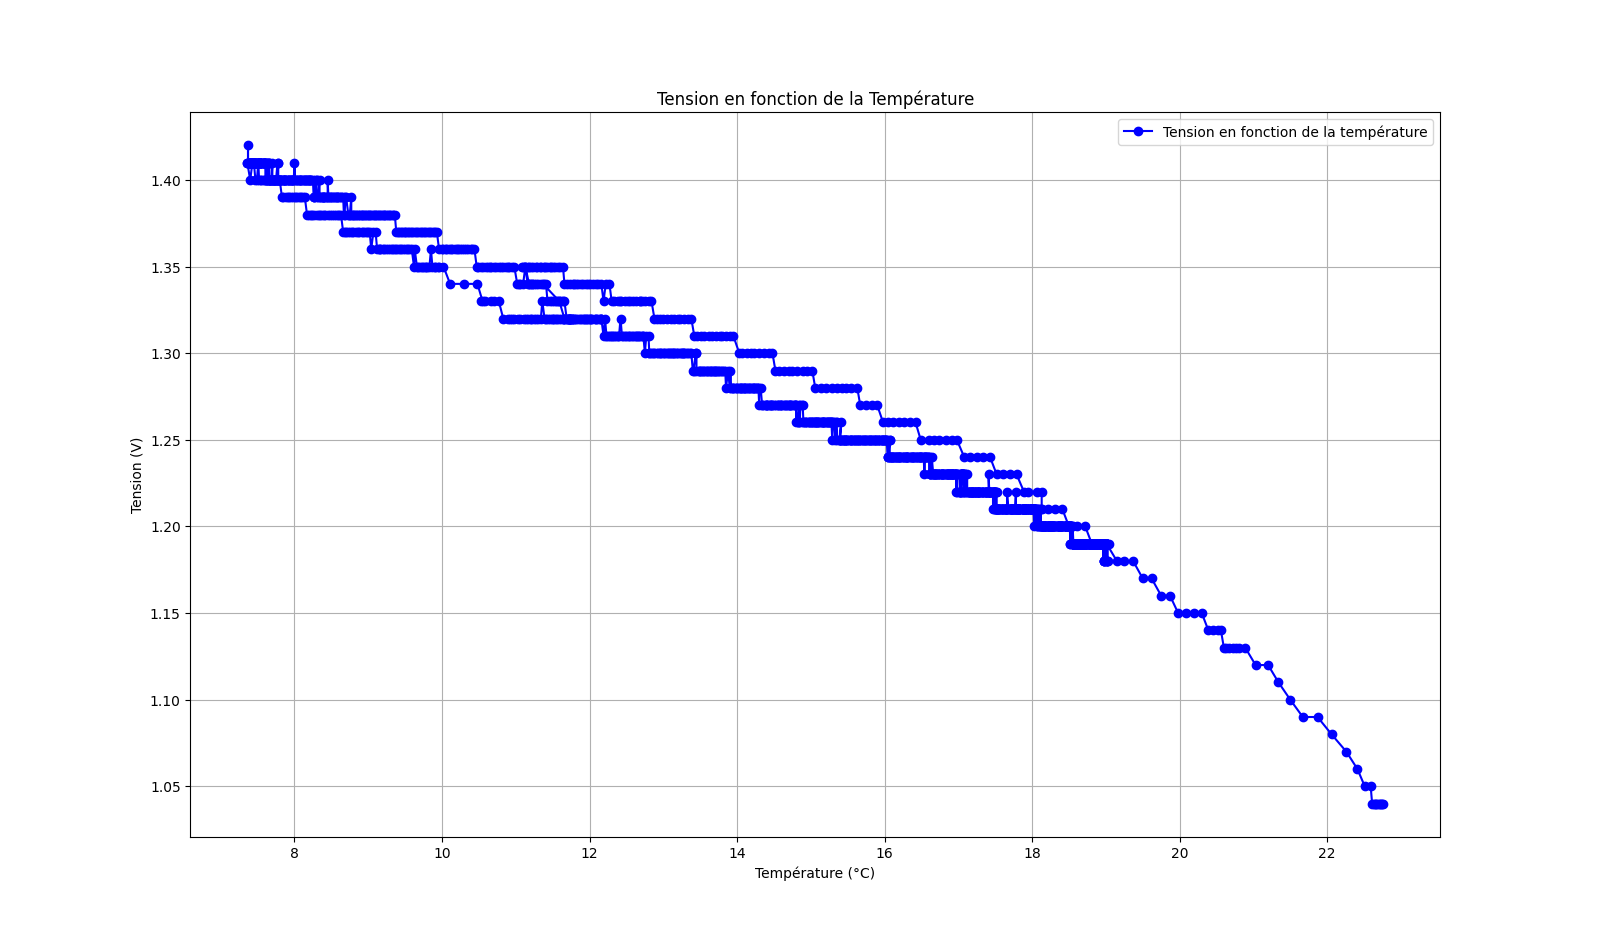 Tension en fonction de la Température
Tension en fonction de la température
1.40
1.35
1.30
1.25
1.20
1.15
1.10
1.05
Tension (V)
8 10 12 14 16 18 20 22
Température (°C)